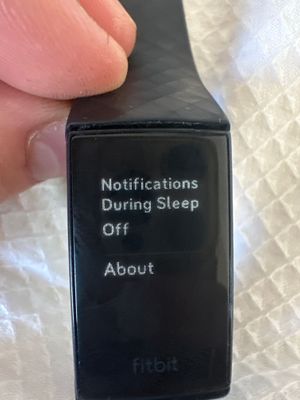 Notifications
During Sleep
Off
About
fitbit